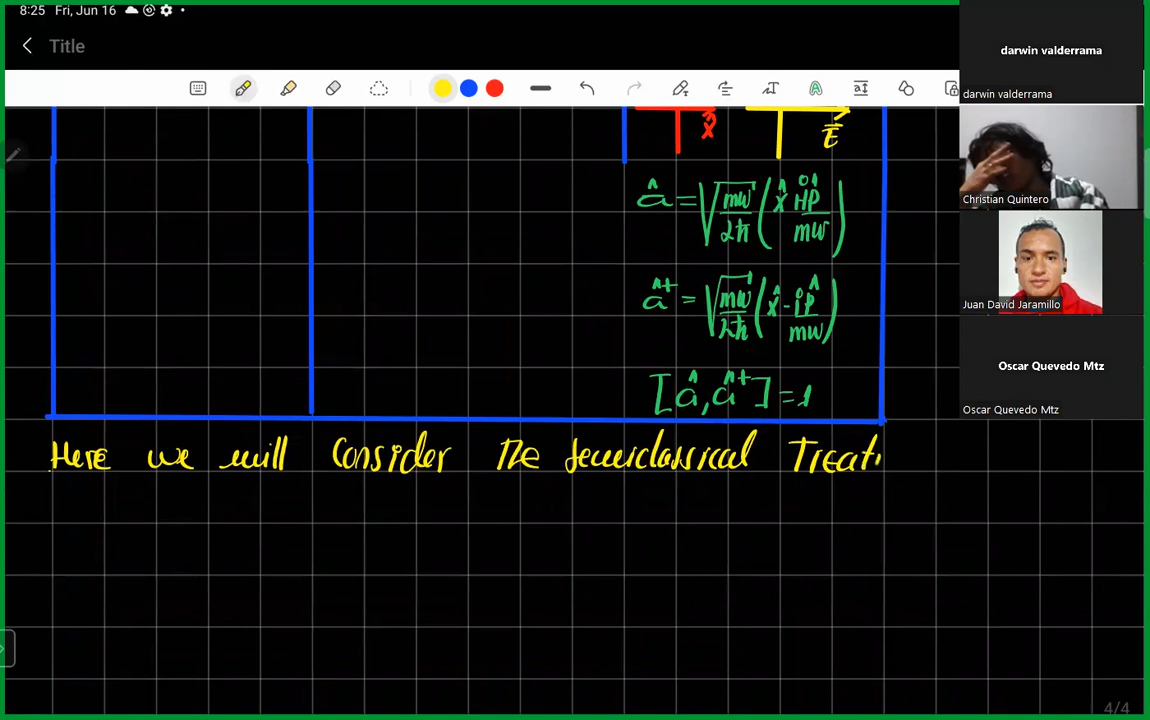 8:25 Fri, Jun 16
Title
darwin valderrama
darwin valderrama
x̂
E⃗
â = √(mω/2ħ) (x̂ + ip̂/mω)
Christian Quintero
â† = √(mω/2ħ) (x̂ - ip̂/mω)
Juan David Jaramillo
Oscar Quevedo Mtz
[â, â†] = 1
Oscar Quevedo Mtz
Here we will Consider The semiclassical Treat
4/4